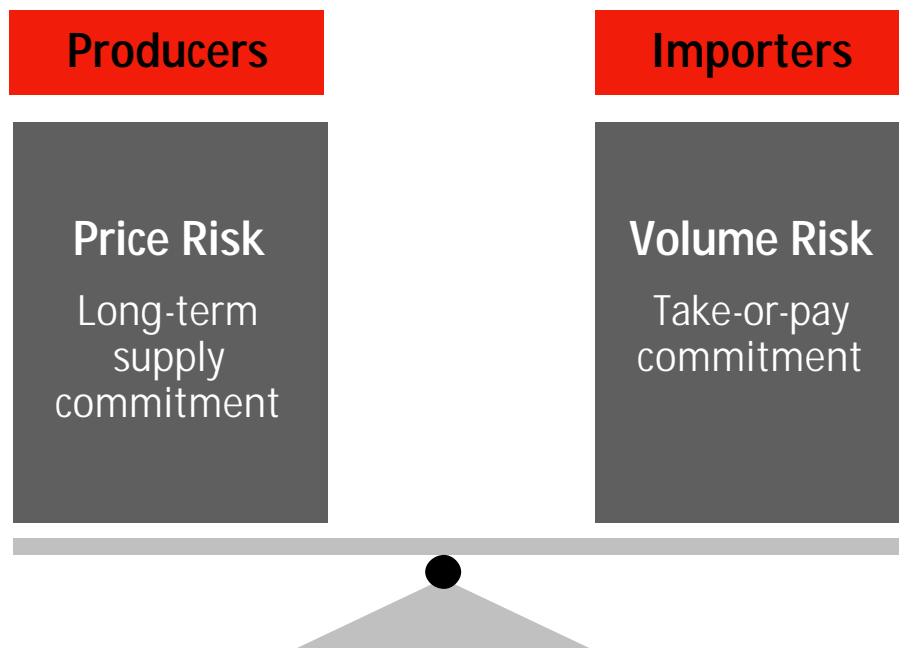 Producers
Importers
Price Risk
Long-term
supply
commitment
Volume Risk
Take-or-pay
commitment